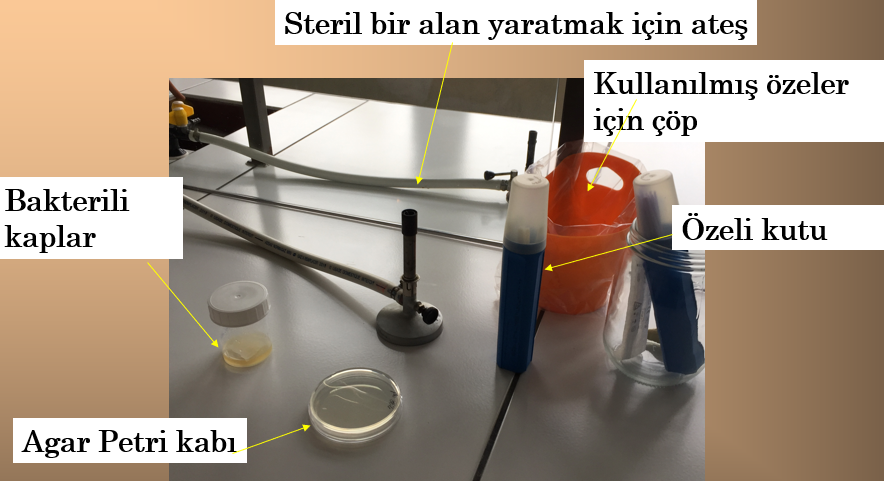 Steril bir alan yaratmak için ateş
Kullanılmış özeler
için çöp
Bakterili
kaplar
Özeli kutu
Agar Petri kabı